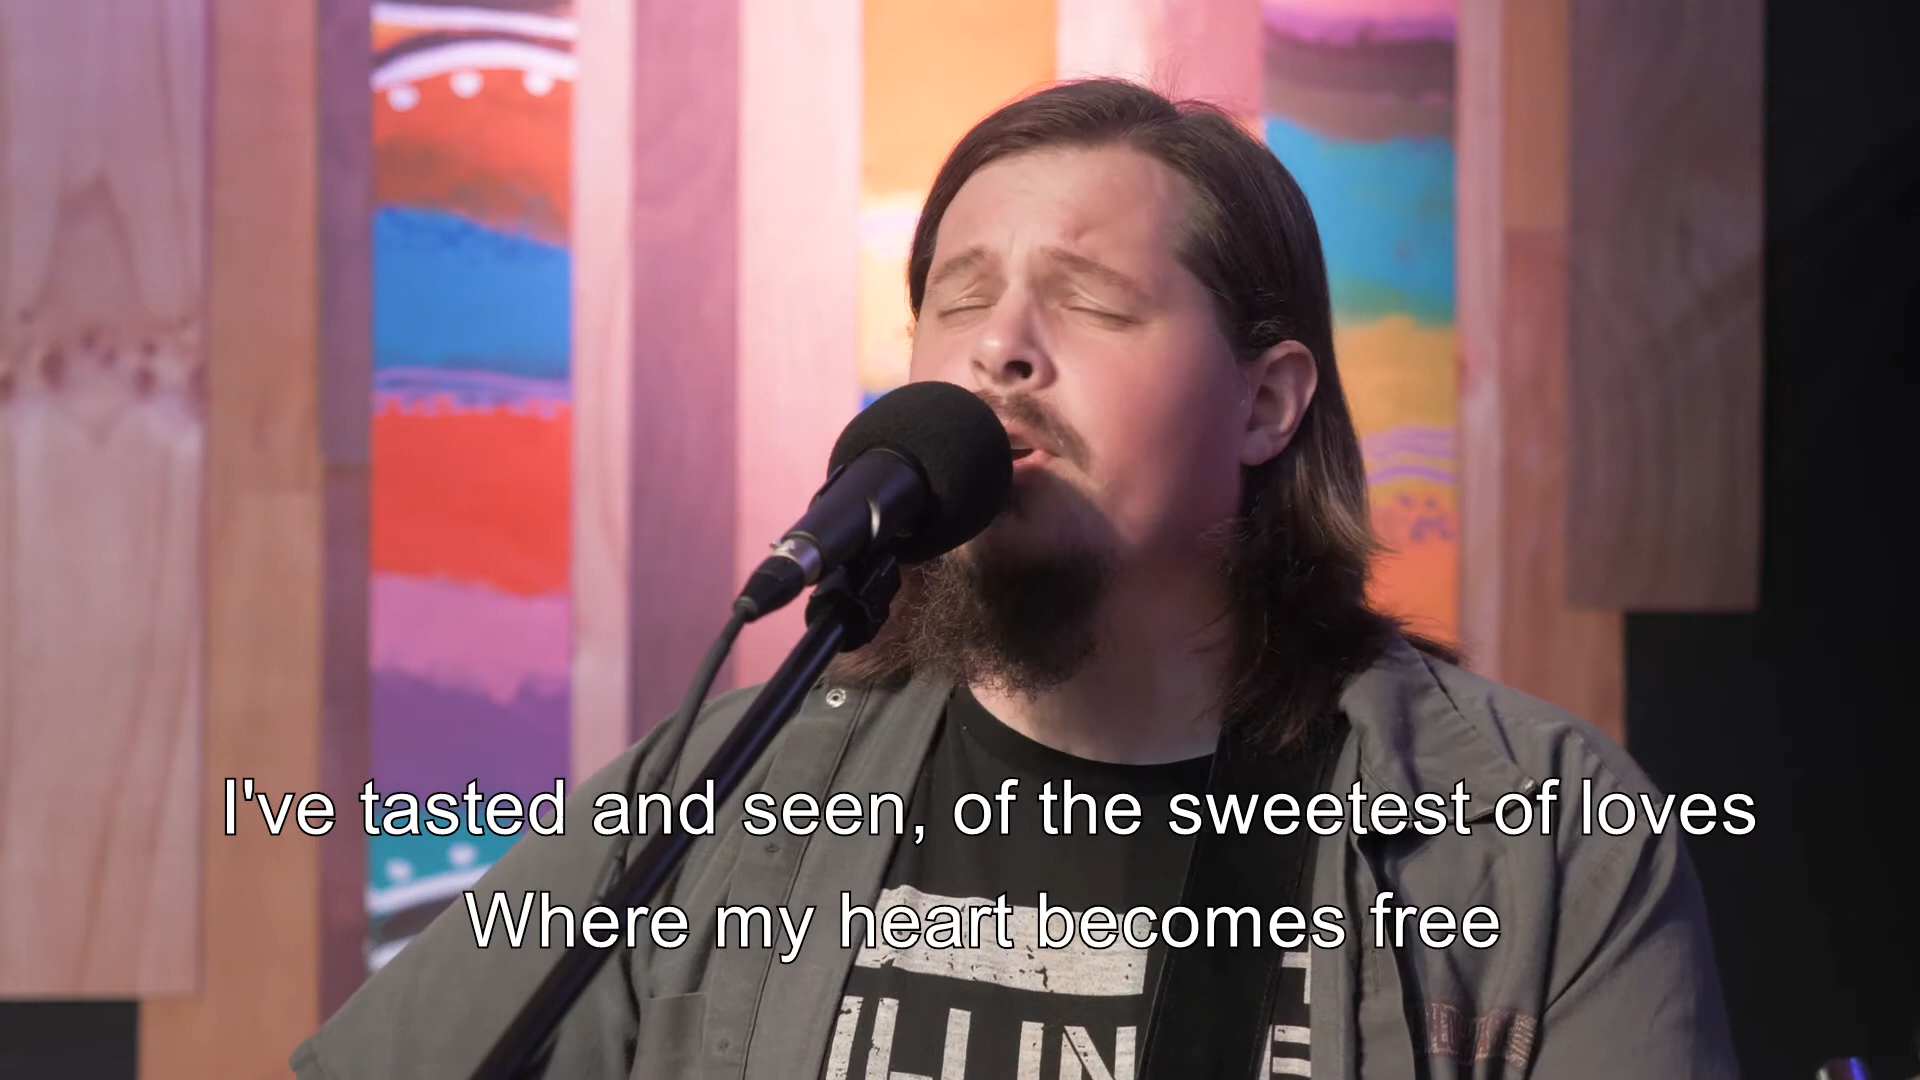 I've tasted and seen, of the sweetest of loves
Where my heart becomes free